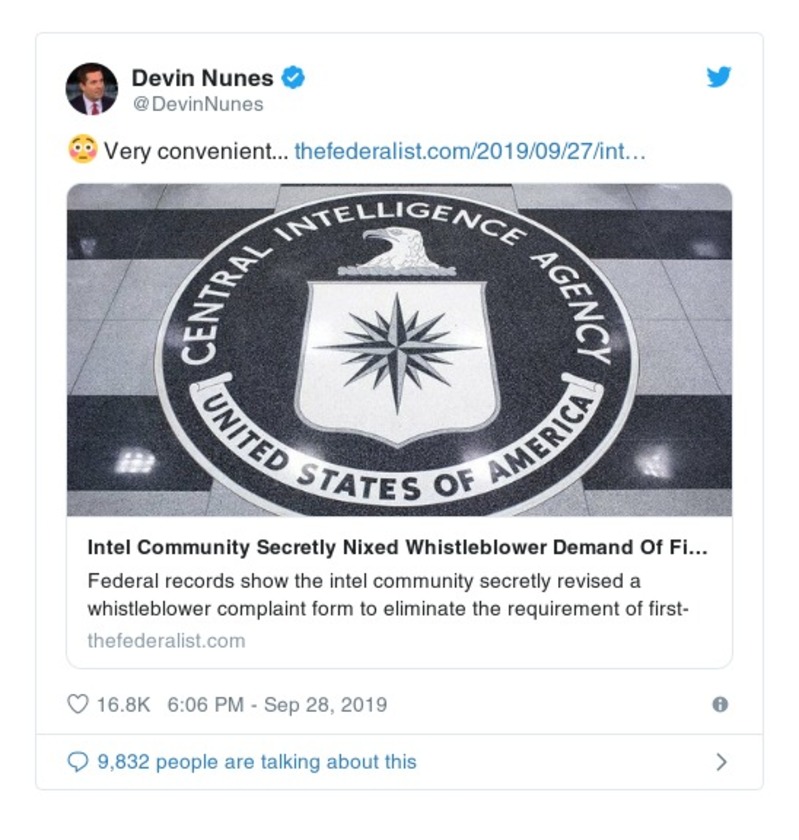 Devin Nunes
@DevinNunes
😳 Very convenient... thefederalist.com/2019/09/27/int…
CENTRAL INTELLIGENCE AGENCY
UNITED STATES OF AMERICA
Intel Community Secretly Nixed Whistleblower Demand Of Fi...
Federal records show the intel community secretly revised a
whistleblower complaint form to eliminate the requirement of first-
thefederalist.com
16.8K 6:06 PM - Sep 28, 2019
9,832 people are talking about this